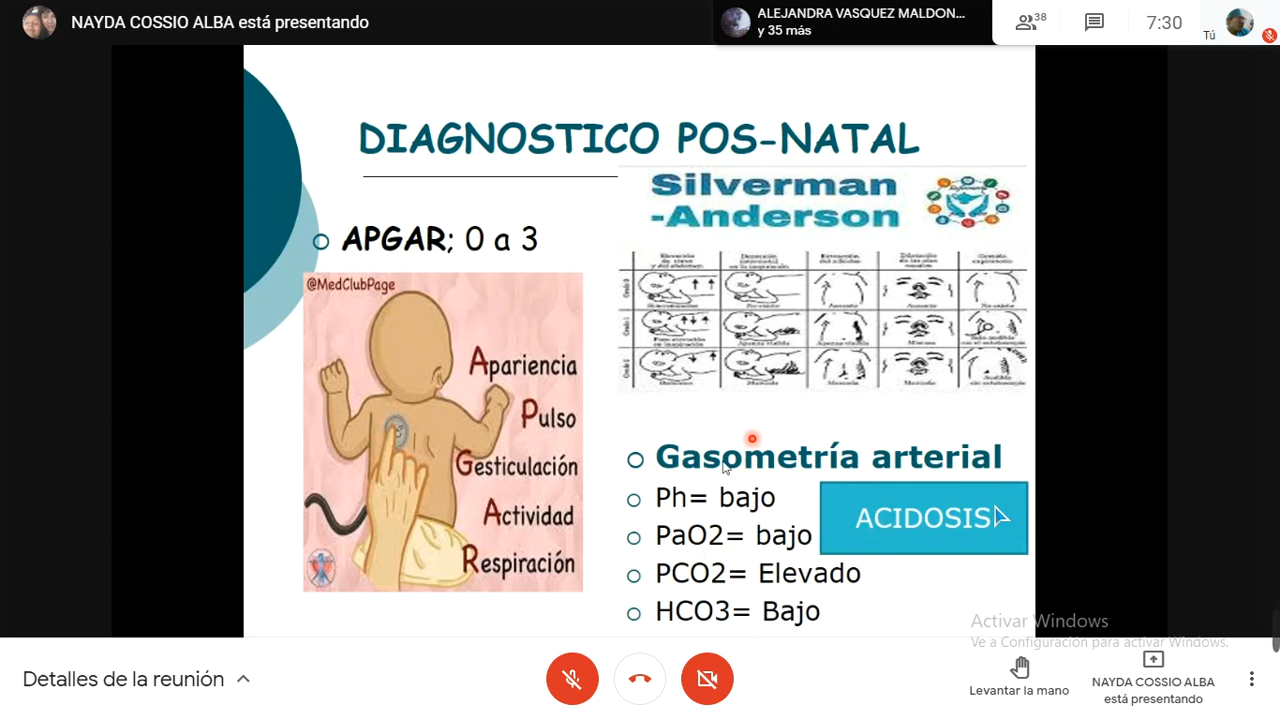 NAYDA COSSIO ALBA está presentando
ALEJANDRA VASQUEZ MALDON...
y 35 más
38
7:30
Tú
DIAGNOSTICO POS-NATAL
APGAR; 0 a 3
@MedClubPage
Apariencia
Pulso
Gesticulación
Actividad
Respiración
Silverman
-Anderson
Gasometría arterial
Ph= bajo
PaO2= bajo
PCO2= Elevado
HCO3= Bajo
ACIDOSIS
Activar Windows
Ve a Configuración para activar Windows.
Detalles de la reunión
Levantar la mano
NAYDA COSSIO ALBA
está presentando